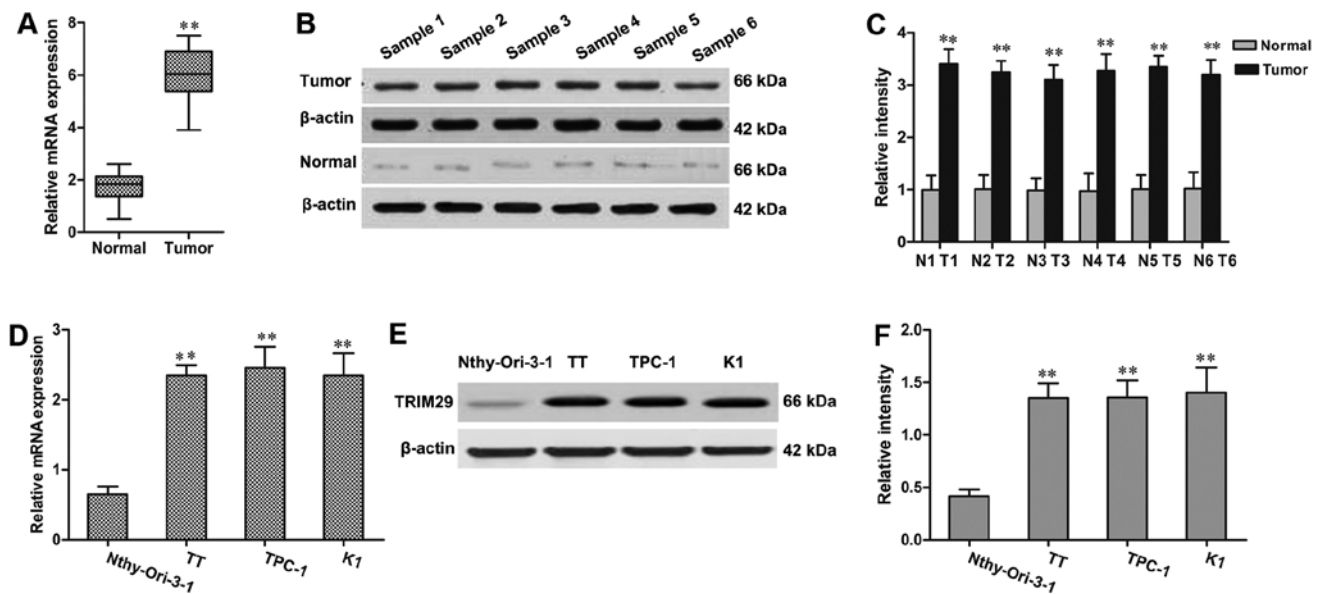 A
Relative mRNA expression
8
6
4
2
0
**
Normal Tumor
B
Sample 1 Sample 2 Sample 3 Sample 4 Sample 5 Sample 6
Tumor 66 kDa
β-actin 42 kDa
Normal 66 kDa
β-actin 42 kDa
C
Relative intensity
4
3
2
1
0
** ** ** ** ** **
Normal
Tumor
N1 T1 N2 T2 N3 T3 N4 T4 N5 T5 N6 T6
D
Relative mRNA expression
3
2
1
0
** ** **
Nthy-Ori-3-1 TT TPC-1 K1
E
Nthy-Ori-3-1 TT TPC-1 K1
TRIM29 66 kDa
β-actin 42 kDa
F
Relative intensity
2.0
1.5
1.0
0.5
0.0
** ** **
Nthy-Ori-3-1 TT TPC-1 K1